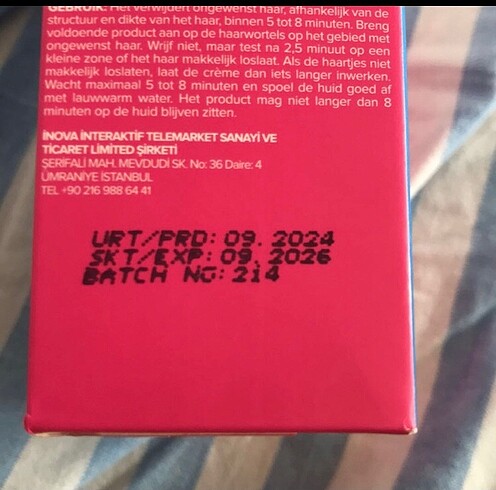 GEBRUIK: Het verwijdert ongewenst haar, afhankelijk van de
structuur en dikte van het haar, binnen 5 tot 8 minuten. Breng
voldoende product aan op de haarwortels op het gebied met
ongewenst haar. Wrijf niet, maar test na 2,5 minuut op een
kleine zone of het haar makkelijk loslaat. Als de haartjes niet
makkelijk loslaten, laat de crème dan iets langer inwerken.
Wacht maximaal 5 tot 8 minuten en spoel de huid goed af
met lauwwarm water. Het product mag niet langer dan 8
minuten op de huid blijven zitten.
İNOVA İNTERAKTİF TELEMARKET SANAYİ VE
TİCARET LİMİTED ŞİRKETİ
ŞERİFALİ MAH. MEVDUDİ SK. No: 36 Daire: 4
ÜMRANİYE İSTANBUL
TEL +90 216 988 64 41
URT/PRD: 09. 2024
SKT/EXP: 09. 2026
BATCH NO: 214